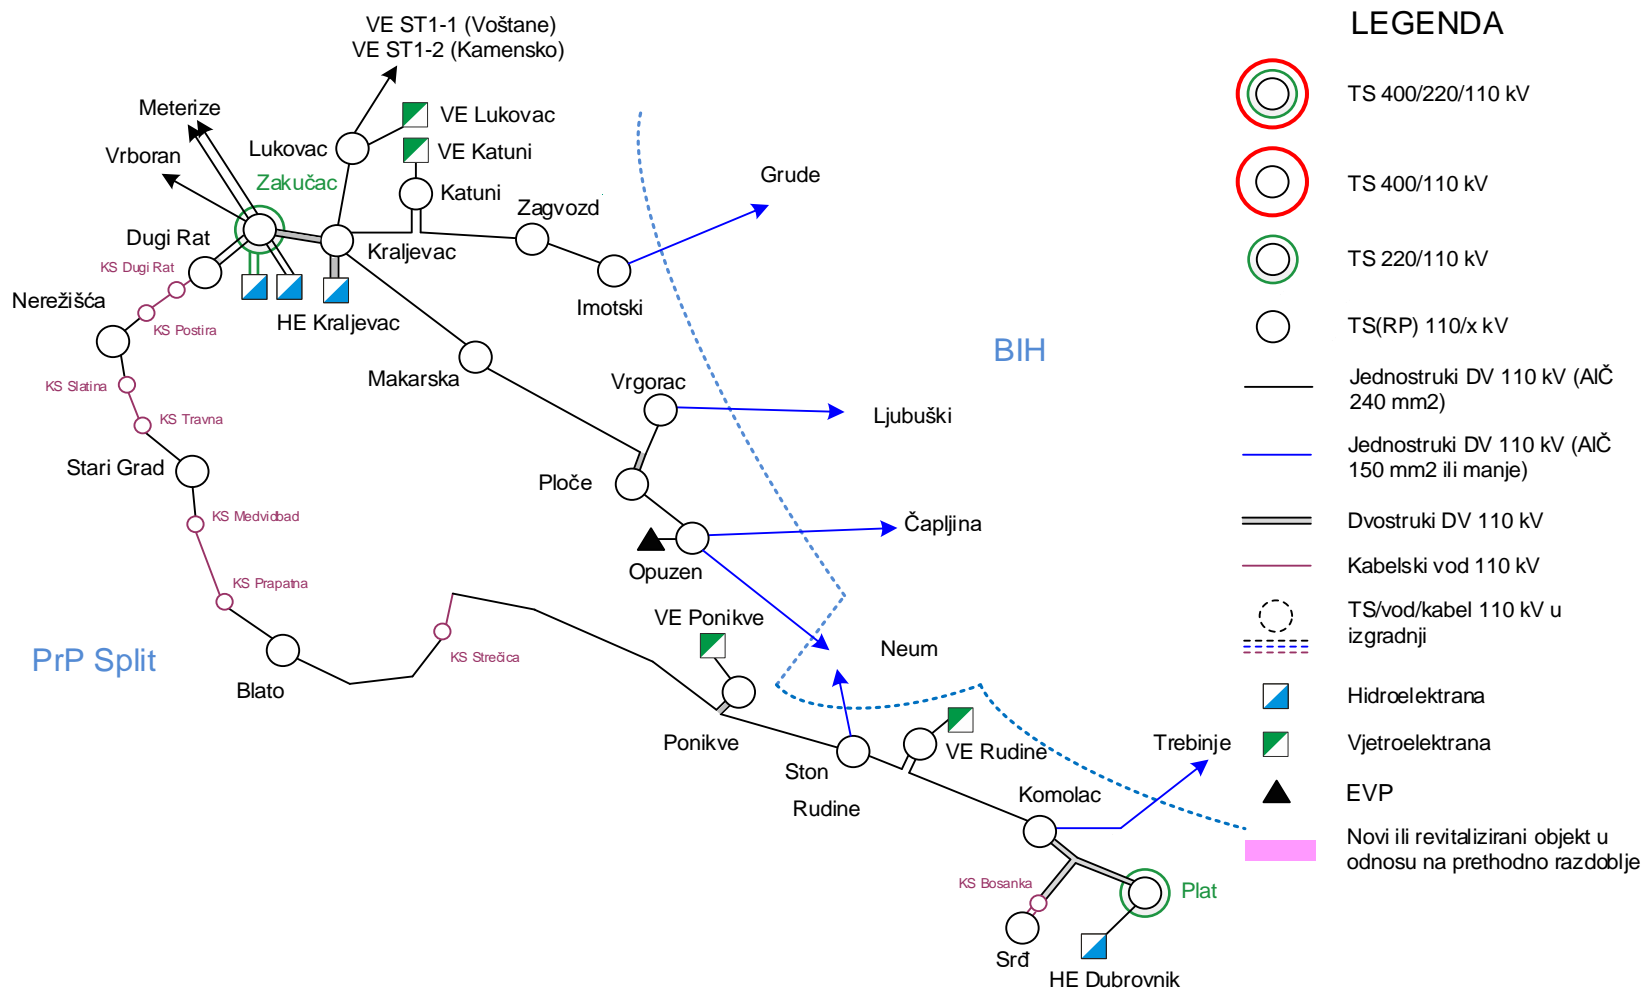 VE ST1-1 (Voštane)
VE ST1-2 (Kamensko)
Meterize
VE Lukovac
Vrboran
Lukovac
VE Katuni
Zakučac
Katuni
Grude
Zagvozd
Dugi Rat
Kraljevac
KS Dugi Rat
Nerežišća
Imotski
HE Kraljevac
KS Postira
BIH
Makarska
Vrgorac
KS Slatina
Ljubuški
KS Travna
Stari Grad
Ploče
KS Medvidbad
Čapljina
Opuzen
KS Prapatna
VE Ponikve
PrP Split
KS Strečica
Neum
Blato
Ponikve
Ston
VE Rudine
Trebinje
Rudine
Komolac
KS Bosanka
Plat
Srđ
HE Dubrovnik
LEGENDA
TS 400/220/110 kV
TS 400/110 kV
TS 220/110 kV
TS(RP) 110/x kV
Jednostruki DV 110 kV (AlČ
240 mm2)
Jednostruki DV 110 kV (AlČ
150 mm2 ili manje)
Dvostruki DV 110 kV
Kabelski vod 110 kV
TS/vod/kabel 110 kV u
izgradnji
Hidroelektrana
Vjetroelektrana
EVP
Novi ili revitalizirani objekt u
odnosu na prethodno razdoblje